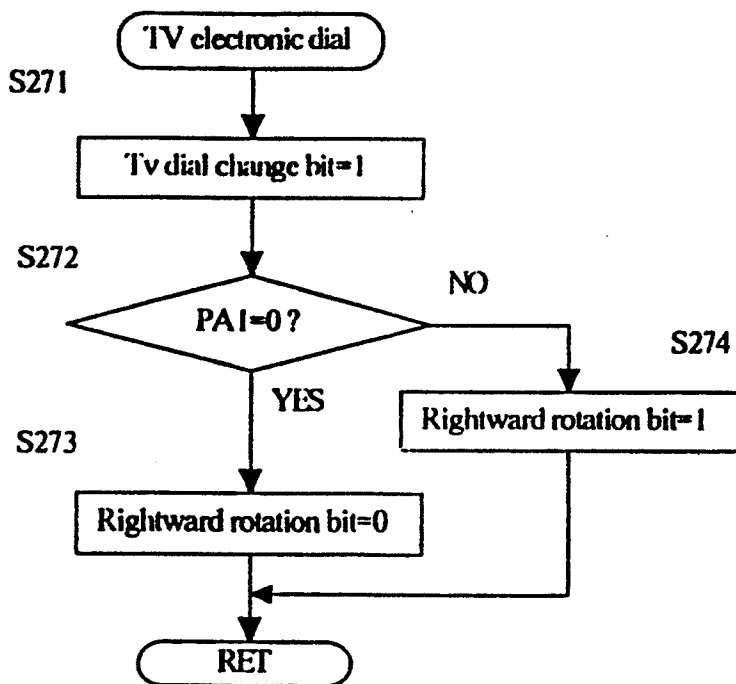 TV electronic dial
S271
Tv dial change bit=1
S272
NO
PA1=0?
S274
YES
Rightward rotation bit=1
S273
Rightward rotation bit=0
RET